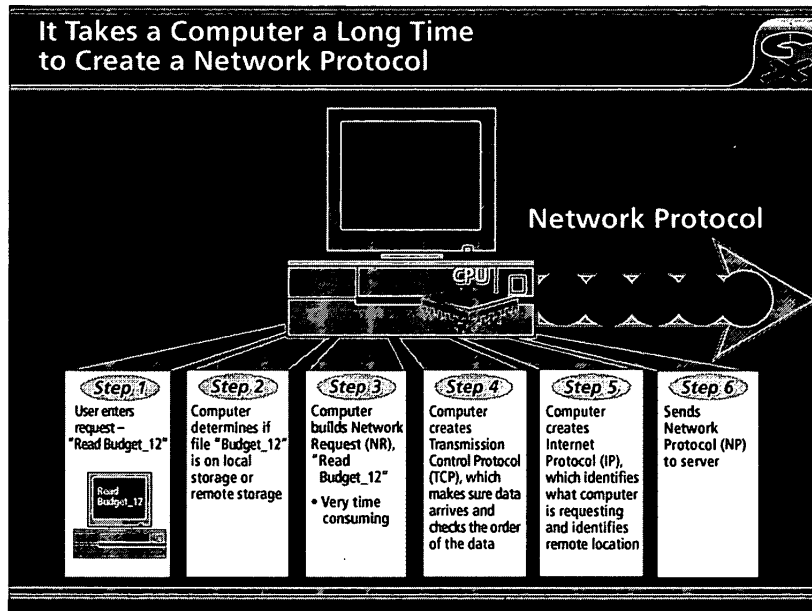 It Takes a Computer a Long Time
to Create a Network Protocol
Network Protocol
CPU
Step 1
User enters
request –
"Read Budget_12"
Read
Budget_12
Step 2
Computer
determines if
file "Budget_12"
is on local
storage or
remote storage
Step 3
Computer
builds Network
Request (NR),
"Read
Budget_12"
• Very time
consuming
Step 4
Computer
creates
Transmission
Control Protocol
(TCP), which
makes sure data
arrives and
checks the order
of the data
Step 5
Computer
creates
Internet
Protocol (IP),
which identifies
what computer
is requesting
and identifies
remote location
Step 6
Sends
Network
Protocol (NP)
to server